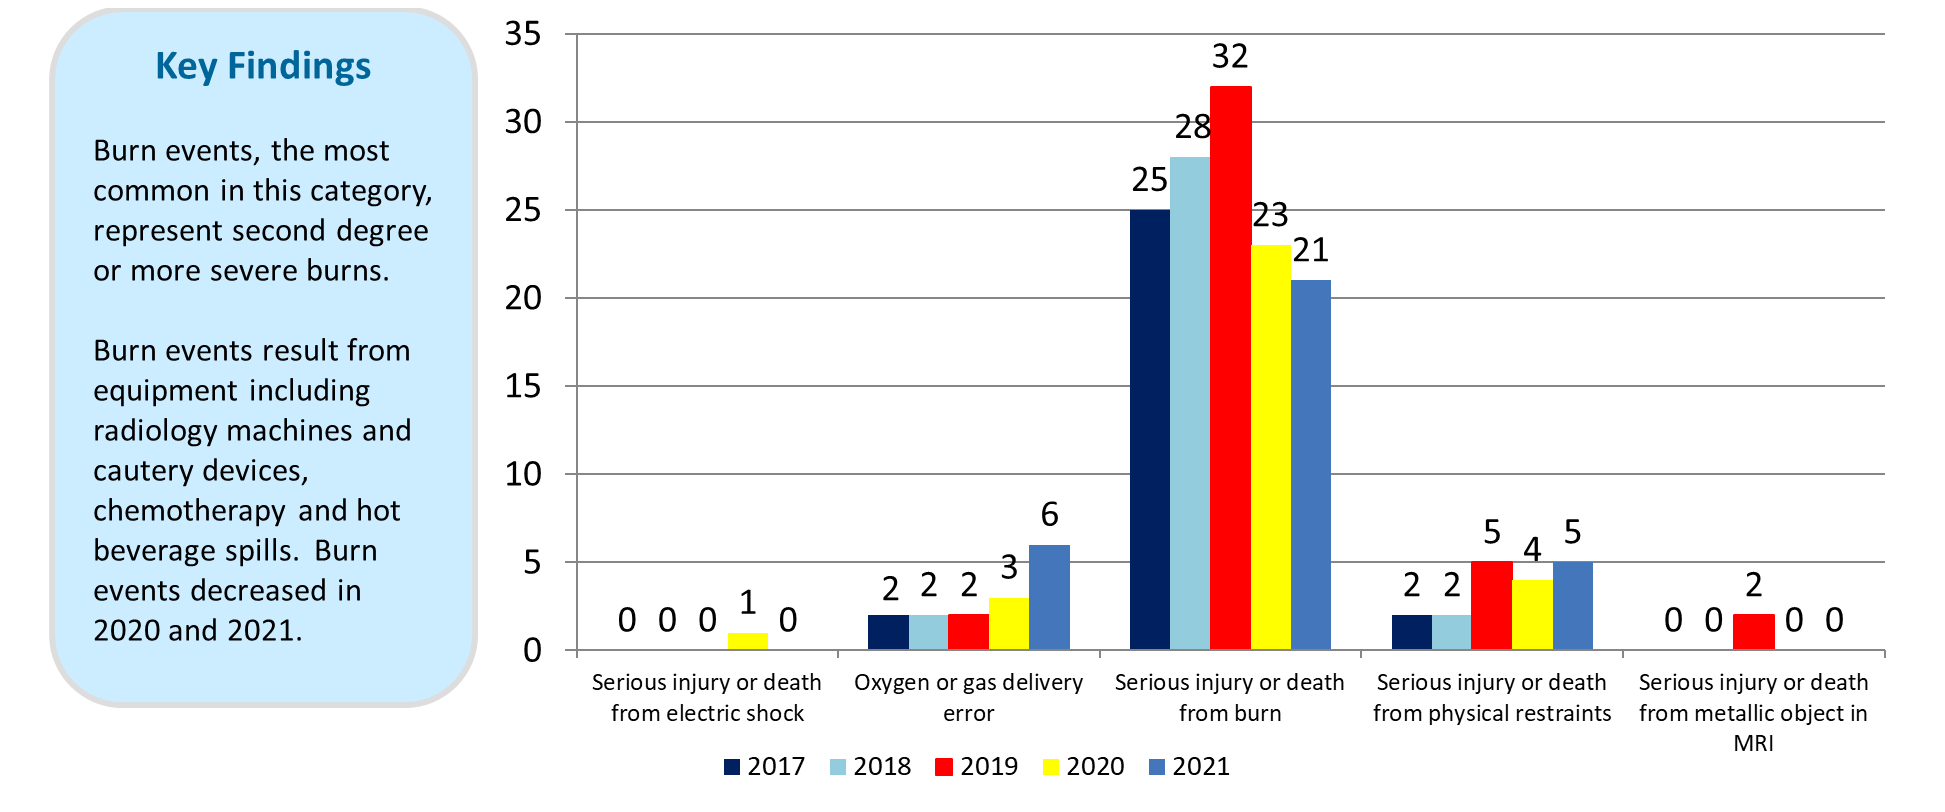 Key Findings
Burn events, the most
common in this category,
represent second degree
or more severe burns.
Burn events result from
equipment including
radiology machines and
cautery devices,
chemotherapy and hot
beverage spills. Burn
events decreased in
2020 and 2021.
35
30
25
20
15
10
5
0
0 0 0 1 0
2 2 2 3 6
25 28 32 23 21
2 2 5 4 5
0 0 2 0 0
Serious injury or death
from electric shock
Oxygen or gas delivery
error
Serious injury or death
from burn
Serious injury or death
from physical restraints
Serious injury or death
from metallic object in
MRI
2017 2018 2019 2020 2021